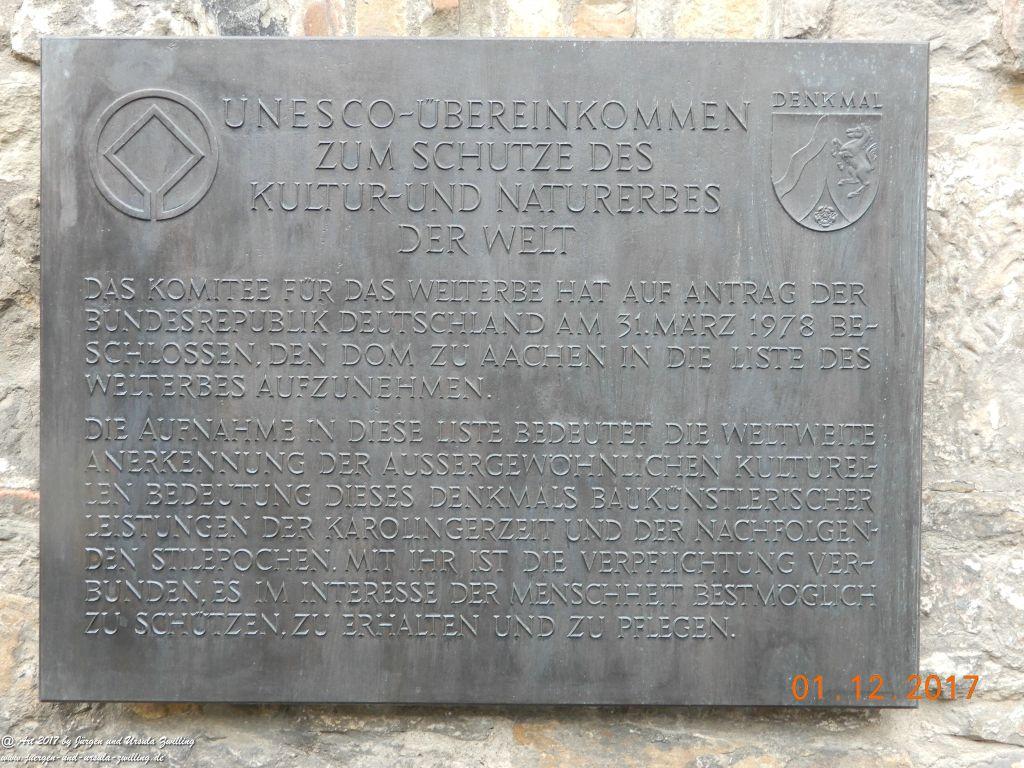 UNESCO-ÜBEREINKOMMEN
ZUM SCHUTZE DES
KULTUR-UND NATURERBES
DER WELT
DENKMAL
DAS KOMITEE FÜR DAS WELTERBE HAT AUF ANTRAG DER
BUNDESREPUBLIK DEUTSCHLAND AM 31.MÄRZ 1978 BE-
SCHLOSSEN, DEN DOM ZU AACHEN IN DIE LISTE DES
WELTERBES AUFZUNEHMEN.
DIE AUFNAHME IN DIESE LISTE BEDEUTET DIE WELTWEITE
ANERKENNUNG DER AUSSERGEWÖHNLICHEN KULTUREL-
LEN BEDEUTUNG DIESES DENKMALS BAUKÜNSTLERISCHER
LEISTUNGEN DER KAROLINGERZEIT UND DER NACHFOLGEN-
DEN STILEPOCHEN. MIT IHR IST DIE VERPFLICHTUNG VER-
BUNDEN, ES IM INTERESSE DER MENSCHHEIT BESTMÖGLICH
ZU SCHÜTZEN, ZU ERHALTEN UND ZU PFLEGEN.
01.12.2017
@ Art 2017 by Jürgen und Ursula Zwilling
www.juergen-und-ursula-zwilling.de